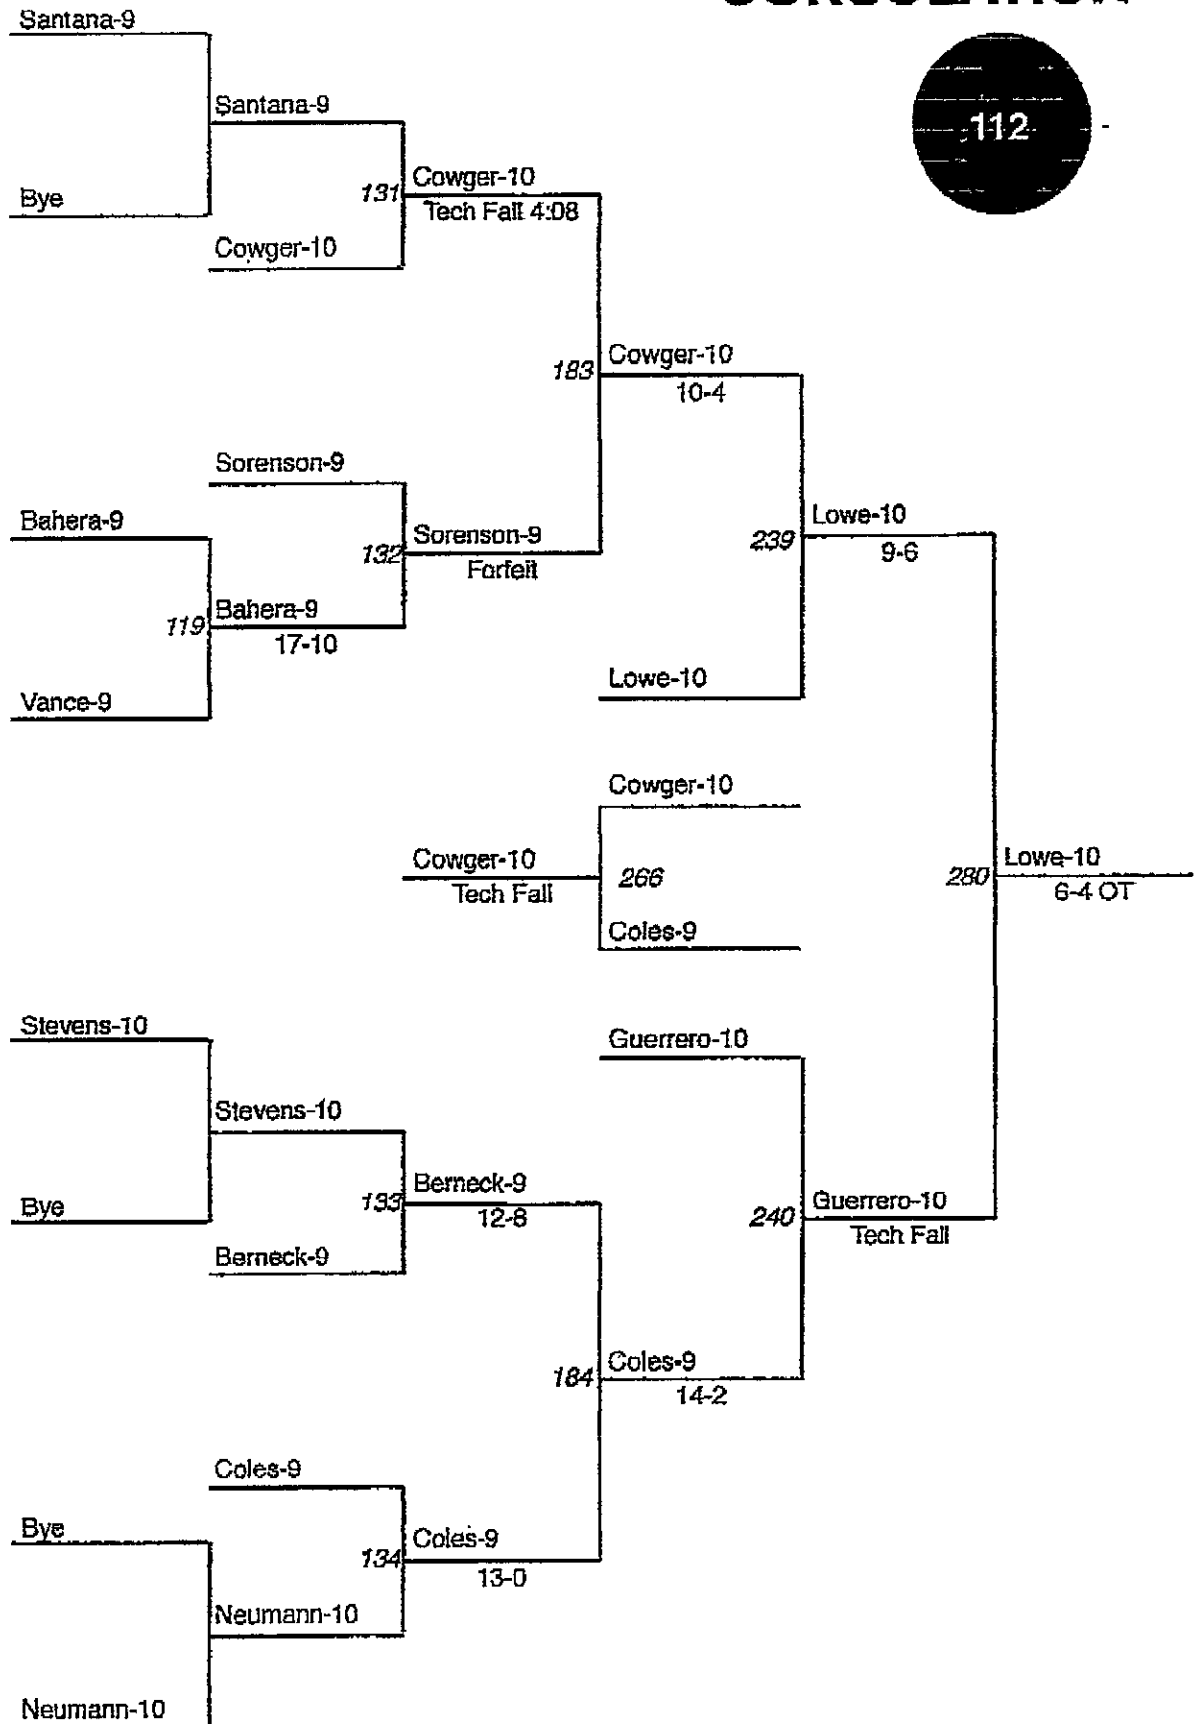 Santana-9
112
Santana-9
Bye
131
Cowger-10
Tech Fall 4:08
Cowger-10
183
Cowger-10
10-4
Sorenson-9
Bahera-9
132
Sorenson-9
Forfeit
239
Lowe-10
9-6
119
Bahera-9
17-10
Lowe-10
Vance-9
Cowger-10
Cowger-10
Tech Fall
266
280
Lowe-10
6-4 OT
Coles-9
Stevens-10
Guerrero-10
Stevens-10
Bye
133
Berneck-9
12-8
240
Guerrero-10
Tech Fall
Berneck-9
184
Coles-9
14-2
Coles-9
Bye
134
Coles-9
13-0
Neumann-10
Neumann-10